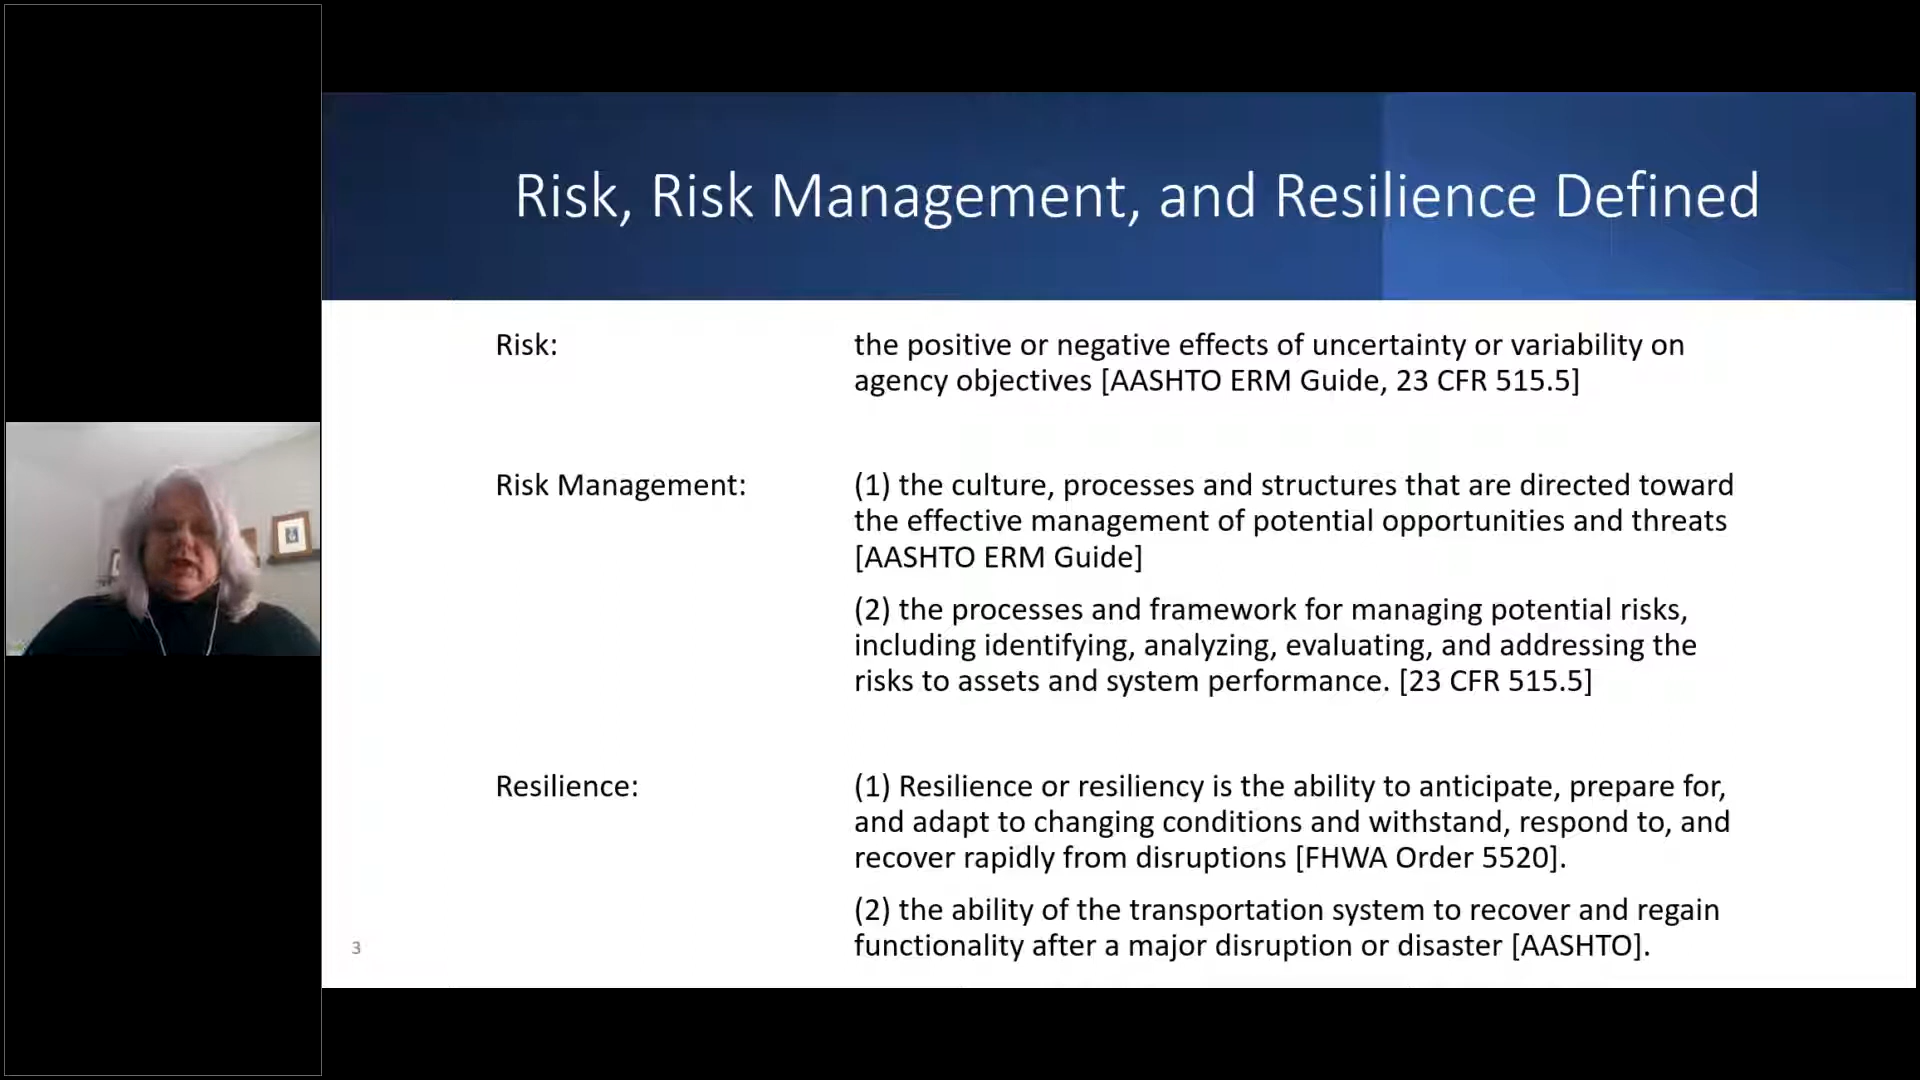 Risk, Risk Management, and Resilience Defined
Risk:
the positive or negative effects of uncertainty or variability on
agency objectives [AASHTO ERM Guide, 23 CFR 515.5]
Risk Management:
(1) the culture, processes and structures that are directed toward
the effective management of potential opportunities and threats
[AASHTO ERM Guide]
(2) the processes and framework for managing potential risks,
including identifying, analyzing, evaluating, and addressing the
risks to assets and system performance. [23 CFR 515.5]
Resilience:
(1) Resilience or resiliency is the ability to anticipate, prepare for,
and adapt to changing conditions and withstand, respond to, and
recover rapidly from disruptions [FHWA Order 5520].
(2) the ability of the transportation system to recover and regain
functionality after a major disruption or disaster [AASHTO].
3